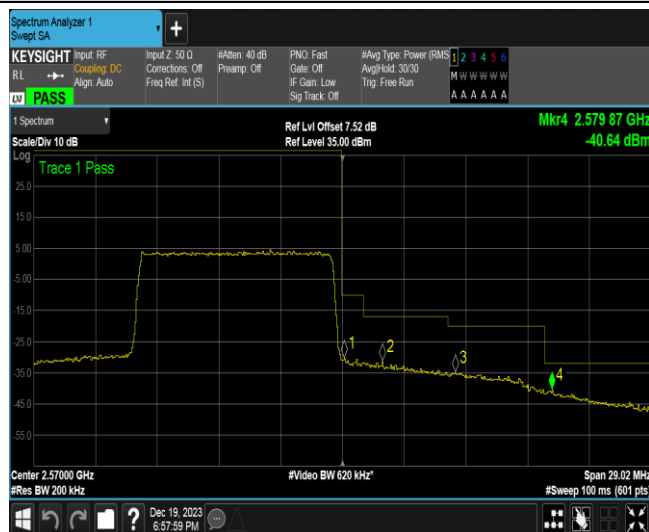 Spectrum Analyzer 1
Swept SA
+
KEYSIGHT
RL
LXI PASS
Input: RF
Coupling: DC
Align: Auto
Input Z: 50 Ω
Corrections: Off
Freq Ref: Int (S)
#Atten: 40 dB
Preamp: Off
PNO: Fast
Gate: Off
IF Gain: Low
Sig Track: Off
#Avg Type: Power (RMS
Avg|Hold: 30/30
Trig: Free Run
1 2 3 4 5 6
M W W W W W
A A A A A A
1 Spectrum
Scale/Div 10 dB
Ref Lvl Offset 7.52 dB
Ref Level 35.00 dBm
Mkr4 2.579 87 GHz
-40.64 dBm
Log
Trace 1 Pass
25.0
15.0
5.00
-5.00
-15.0
-25.0
-35.0
-45.0
-55.0
1
2
3
4
Center 2.57000 GHz
#Res BW 200 kHz
#Video BW 620 kHz*
Span 29.02 MHz
#Sweep 100 ms (601 pts)
?
Dec 19, 2023
6:57:59 PM